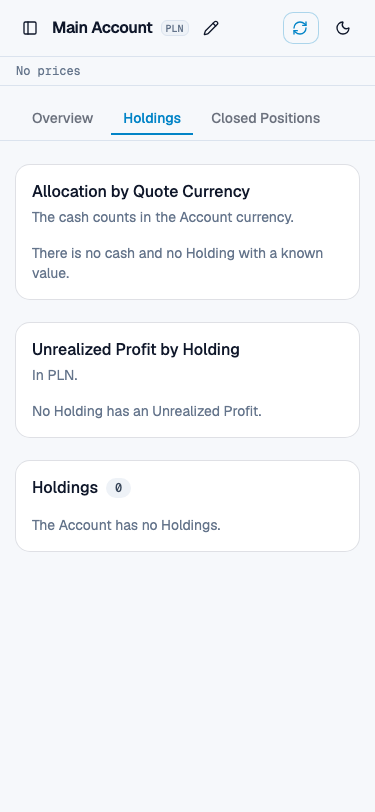 Main Account PLN
No prices
Overview Holdings Closed Positions
Allocation by Quote Currency
The cash counts in the Account currency.
There is no cash and no Holding with a known
value.
Unrealized Profit by Holding
In PLN.
No Holding has an Unrealized Profit.
Holdings 0
The Account has no Holdings.